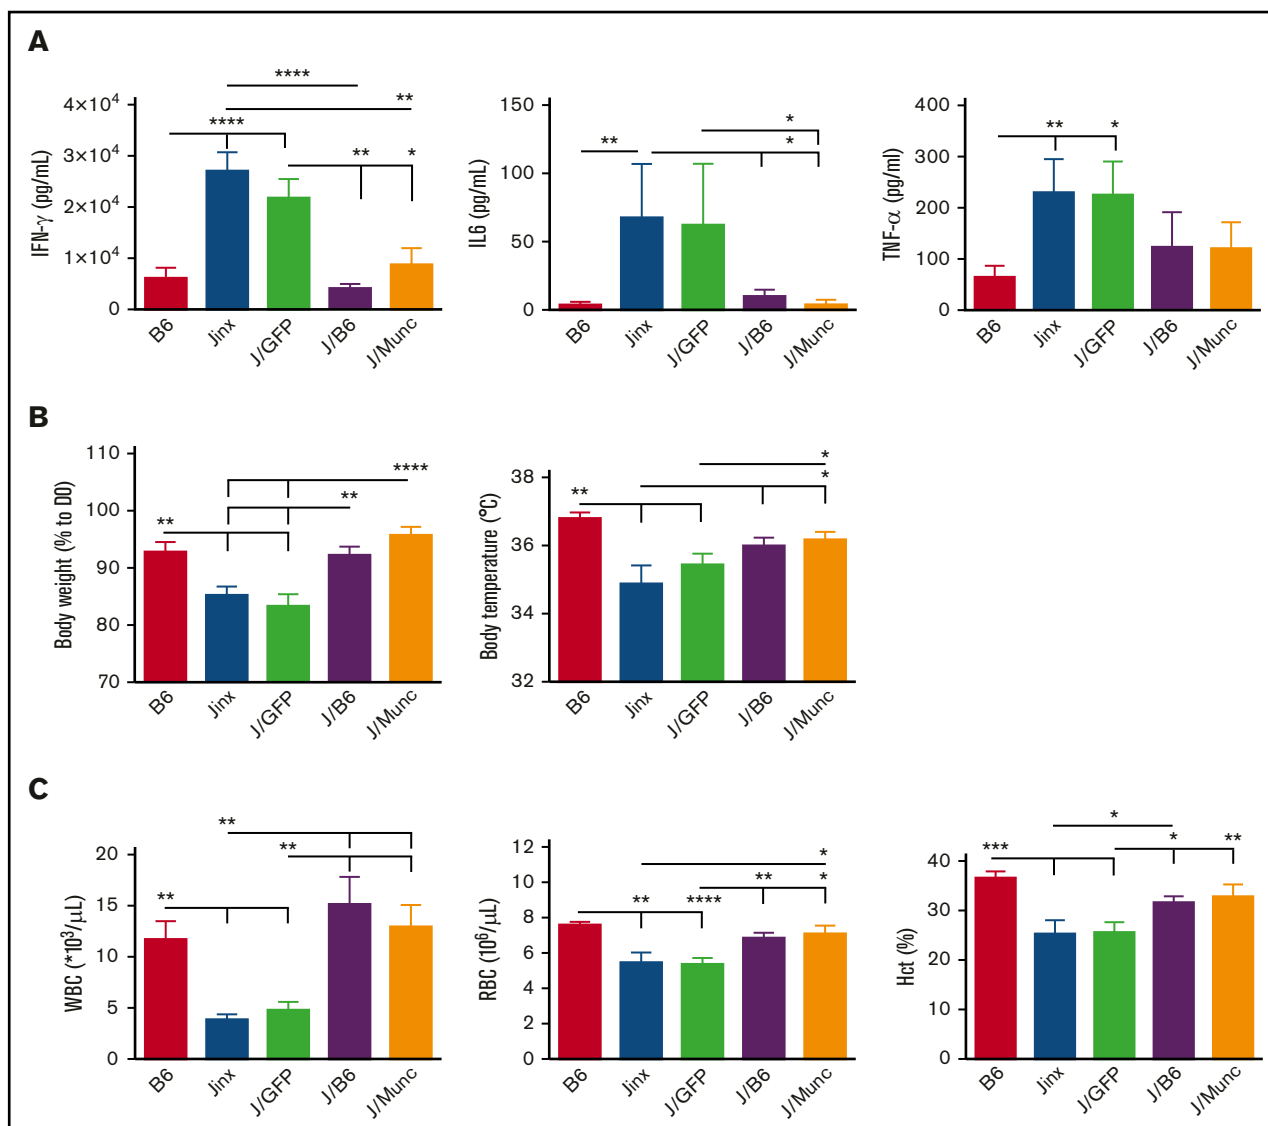 A
****
**
****
** *
4×10⁴
3×10⁴
2×10⁴
1×10⁴
0
IFN-γ (pg/mL)
B6
Jinx
J/GFP
J/B6
J/Munc
*
**
*
150
100
50
0
IL6 (pg/mL)
B6
Jinx
J/GFP
J/B6
J/Munc
** *
400
300
200
100
0
TNF-α (pg/ml)
B6
Jinx
J/GFP
J/B6
J/Munc
B
****
**
**
110
100
90
80
70
Body weight (% to D0)
B6
Jinx
J/GFP
J/B6
J/Munc
*
*
**
38
36
34
32
Body temperature (°C)
B6
Jinx
J/GFP
J/B6
J/Munc
C
**
**
**
20
15
10
5
0
WBC (*10³/μL)
B6
Jinx
J/GFP
J/B6
J/Munc
*
** *
** ****
12
10
8
6
4
2
0
RBC (10⁶/μL)
B6
Jinx
J/GFP
J/B6
J/Munc
*
* **
***
40
30
20
10
0
Hct (%)
B6
Jinx
J/GFP
J/B6
J/Munc